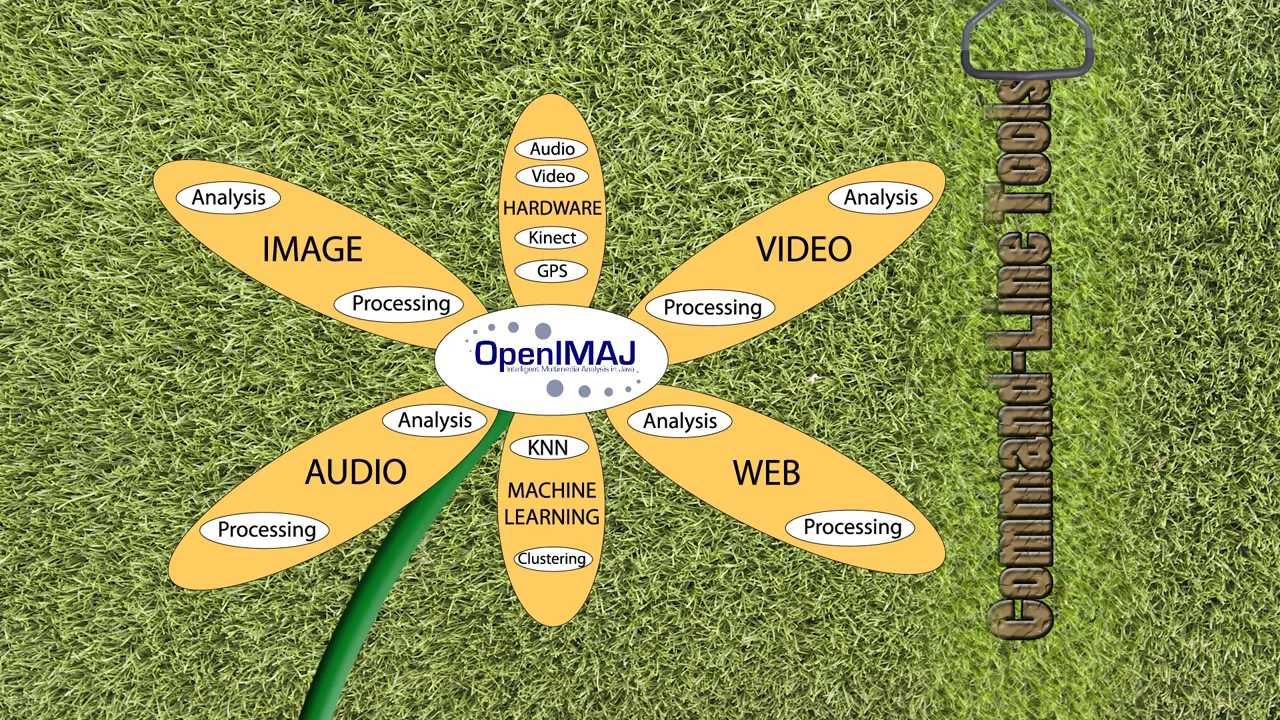 Audio
Video
HARDWARE
Kinect
GPS
Analysis
IMAGE
Processing
Analysis
VIDEO
Processing
OpenIMAJ
Intelligent Multimedia Analysis in Java
Analysis
AUDIO
Processing
KNN
MACHINE
LEARNING
Clustering
Analysis
WEB
Processing
Command-Line Tools